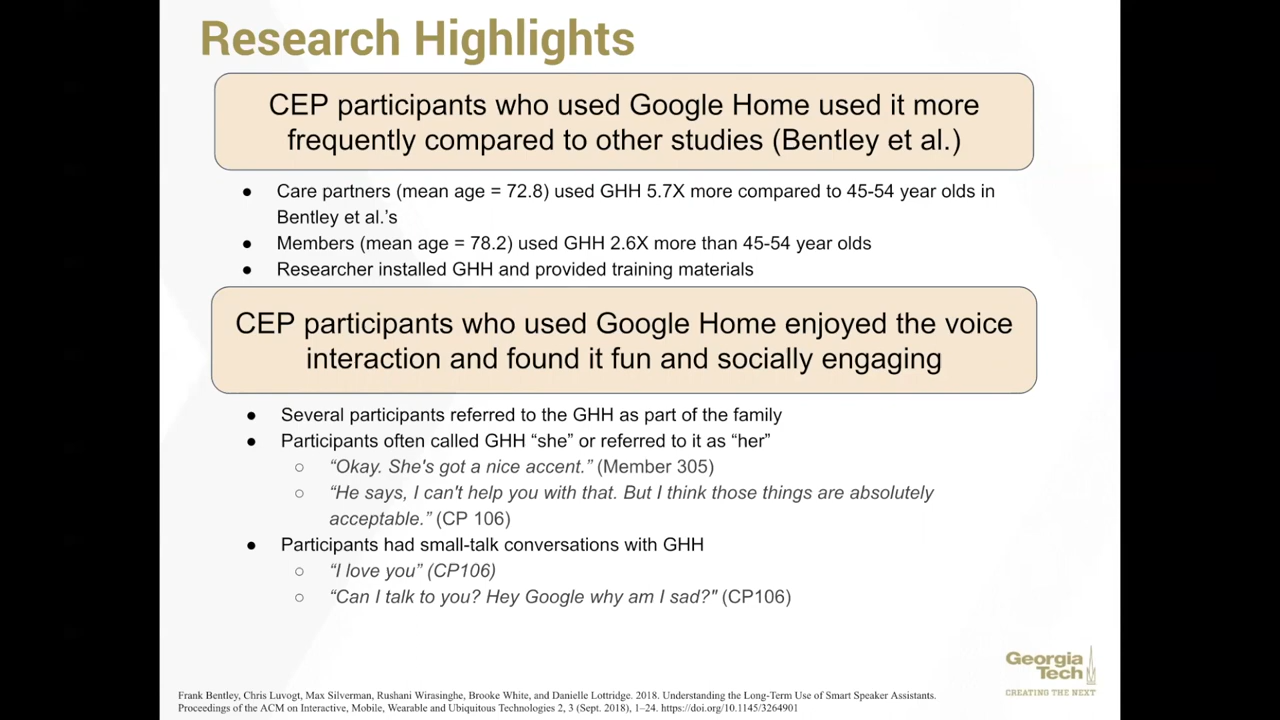 Research Highlights
CEP participants who used Google Home used it more
frequently compared to other studies (Bentley et al.)
● Care partners (mean age = 72.8) used GHH 5.7X more compared to 45-54 year olds in
Bentley et al.’s
● Members (mean age = 78.2) used GHH 2.6X more than 45-54 year olds
● Researcher installed GHH and provided training materials
CEP participants who used Google Home enjoyed the voice
interaction and found it fun and socially engaging
● Several participants referred to the GHH as part of the family
● Participants often called GHH “she” or referred to it as “her”
○ “Okay. She's got a nice accent.” (Member 305)
○ “He says, I can't help you with that. But I think those things are absolutely
acceptable.” (CP 106)
● Participants had small-talk conversations with GHH
○ “I love you” (CP106)
○ “Can I talk to you? Hey Google why am I sad?" (CP106)
Georgia
Tech
CREATING THE NEXT
Frank Bentley, Chris Luvogt, Max Silverman, Rushani Wirasinghe, Brooke White, and Danielle Lottridge. 2018. Understanding the Long-Term Use of Smart Speaker Assistants.
Proceedings of the ACM on Interactive, Mobile, Wearable and Ubiquitous Technologies 2, 3 (Sept. 2018), 1–24. https://doi.org/10.1145/3264901